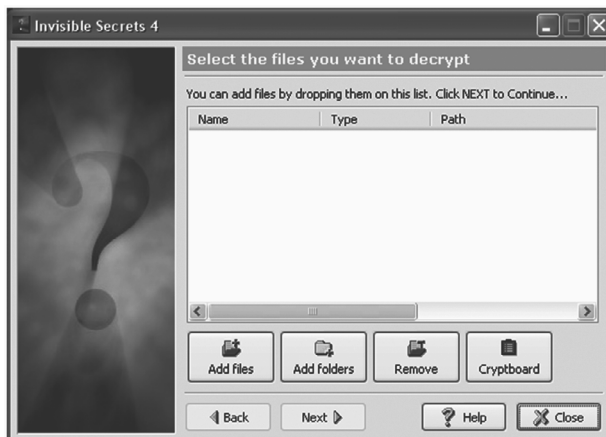 Invisible Secrets 4
Select the files you want to decrypt
You can add files by dropping them on this list. Click NEXT to Continue...
Name Type Path
Add files Add folders Remove Cryptboard
Back Next Help Close